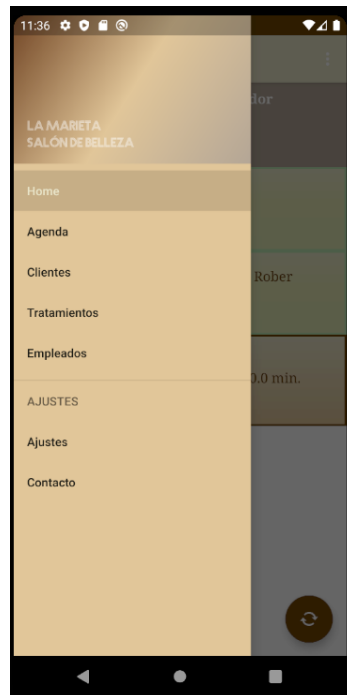 11:36
dor
LA MARIETA
SALÓN DE BELLEZA
Home
Agenda
Clientes
Rober
Tratamientos
Empleados
0.0 min.
AJUSTES
Ajustes
Contacto